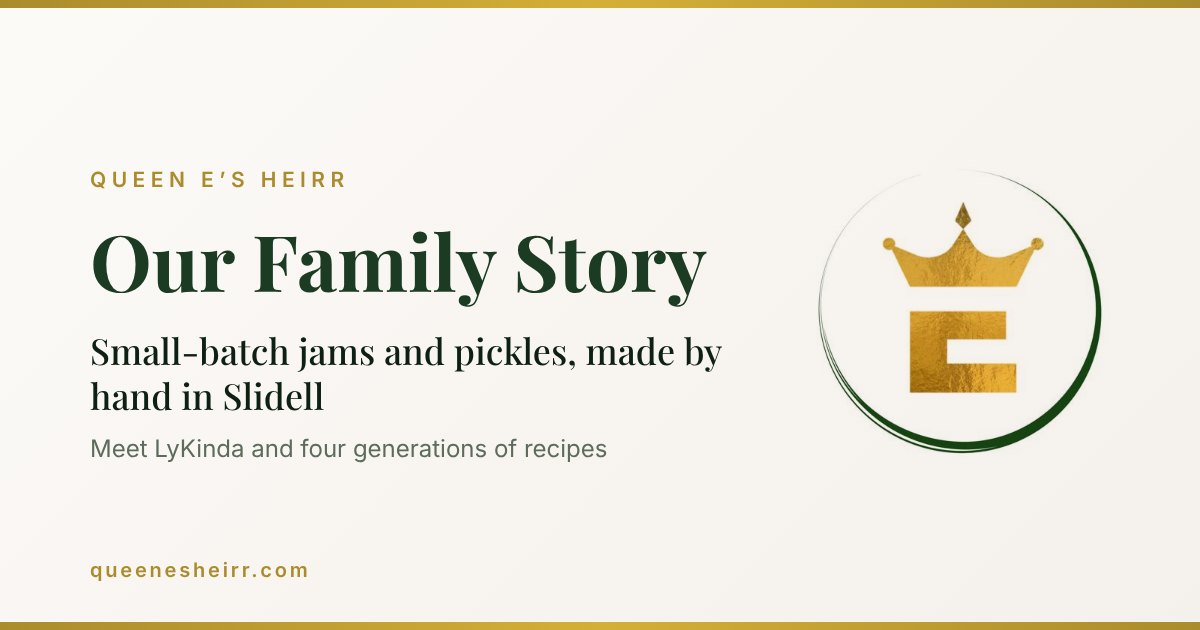 QUEEN E’S HEIRR
Our Family Story
Small-batch jams and pickles, made by
hand in Slidell
Meet LyKinda and four generations of recipes
queenesheirr.com
E